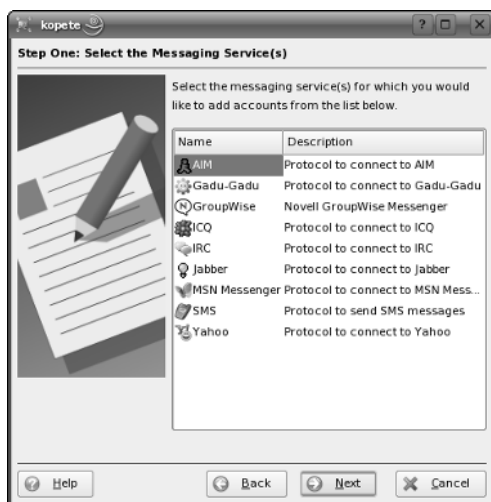 kopete
Step One: Select the Messaging Service(s)
Select the messaging service(s) for which you would
like to add accounts from the list below.
Name Description
AIM Protocol to connect to AIM
Gadu-Gadu Protocol to connect to Gadu-Gadu
GroupWise Novell GroupWise Messenger
ICQ Protocol to connect to ICQ
IRC Protocol to connect to IRC
Jabber Protocol to connect to Jabber
MSN Messenger Protocol to connect to MSN Mess...
SMS Protocol to send SMS messages
Yahoo Protocol to connect to Yahoo
Help Back Next Cancel